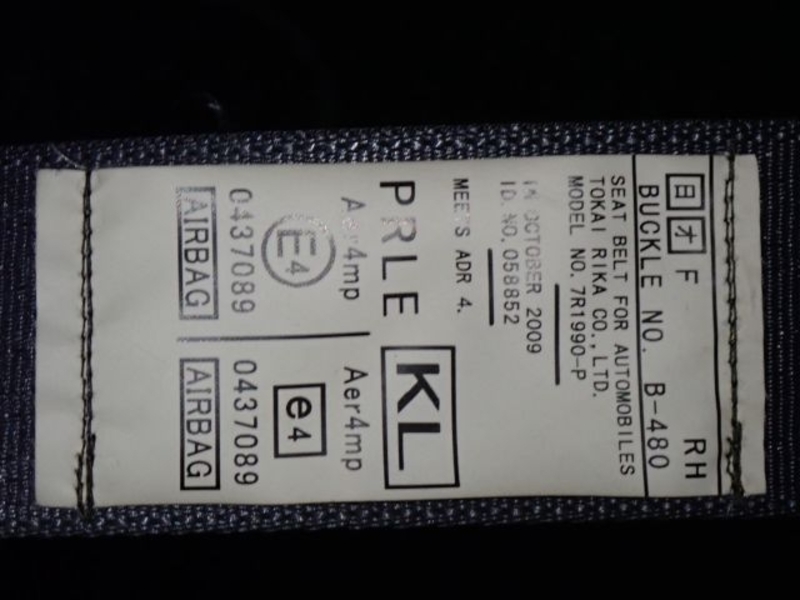 日 オ F RH
BUCKLE NO. B-480
SEAT BELT FOR AUTOMOBILES
TOKAI RIKA CO., LTD.
MODEL NO. 7R1990-P
OCTOBER 2009
ID.NO.058852
MEETS ADR 4.
PRLE KL
Aer4mp Aer4mp
E4 e4
0437089 0437089
AIRBAG AIRBAG